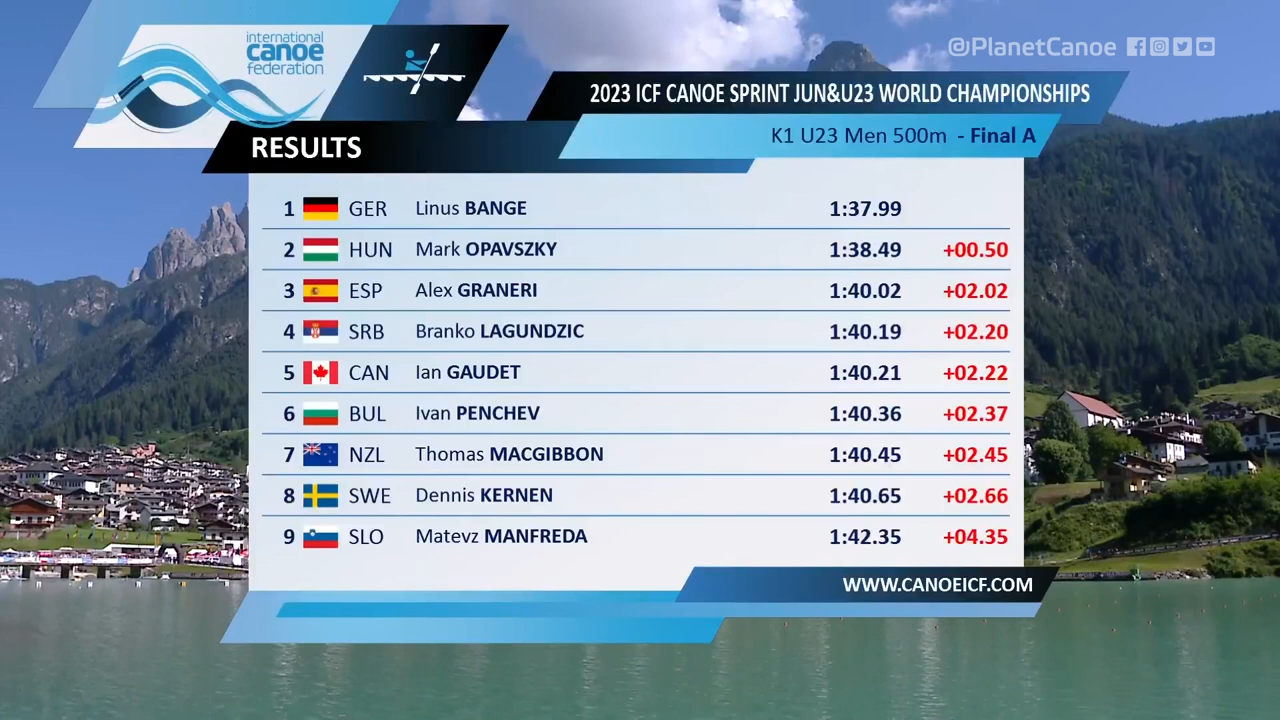 international
canoe
federation
@PlanetCanoe
2023 ICF CANOE SPRINT JUN&U23 WORLD CHAMPIONSHIPS
K1 U23 Men 500m - Final A
RESULTS
1 GER Linus BANGE 1:37.99
2 HUN Mark OPAVSZKY 1:38.49 +00.50
3 ESP Alex GRANERI 1:40.02 +02.02
4 SRB Branko LAGUNDZIC 1:40.19 +02.20
5 CAN Ian GAUDET 1:40.21 +02.22
6 BUL Ivan PENCHEV 1:40.36 +02.37
7 NZL Thomas MACGIBBON 1:40.45 +02.45
8 SWE Dennis KERNEN 1:40.65 +02.66
9 SLO Matevz MANFREDA 1:42.35 +04.35
WWW.CANOEICF.COM